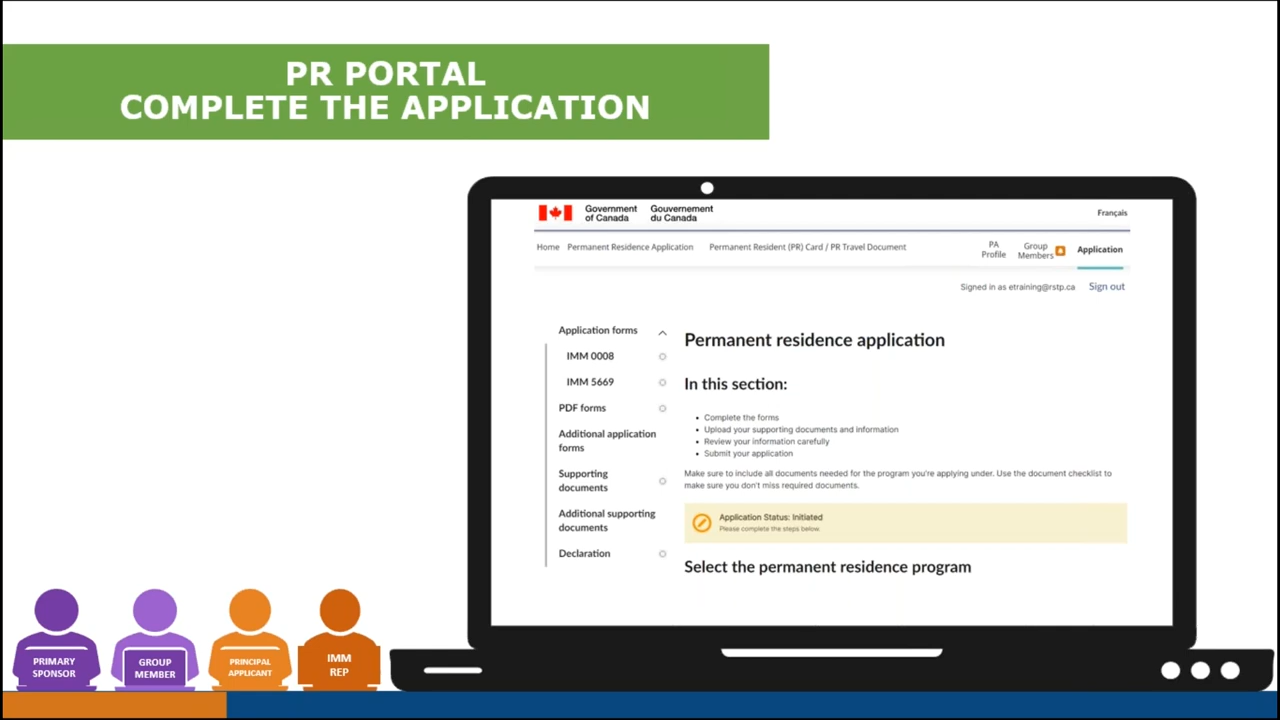 PR PORTAL
COMPLETE THE APPLICATION
Government
of Canada
Gouvernement
du Canada
Français
Home Permanent Residence Application Permanent Resident (PR) Card / PR Travel Document
PA
Profile
Group
Members
Application
Signed in as etraining@rstp.ca Sign out
Application forms
IMM 0008
IMM 5669
PDF forms
Additional application
forms
Supporting
documents
Additional supporting
documents
Declaration
Permanent residence application
In this section:
• Complete the forms
• Upload your supporting documents and information
• Review your information carefully
• Submit your application
Make sure to include all documents needed for the program you're applying under. Use the document checklist to
make sure you don't miss required documents.
Application Status: Initiated
Please complete the steps below.
Select the permanent residence program
PRIMARY
SPONSOR
GROUP
MEMBER
PRINCIPAL
APPLICANT
IMM
REP